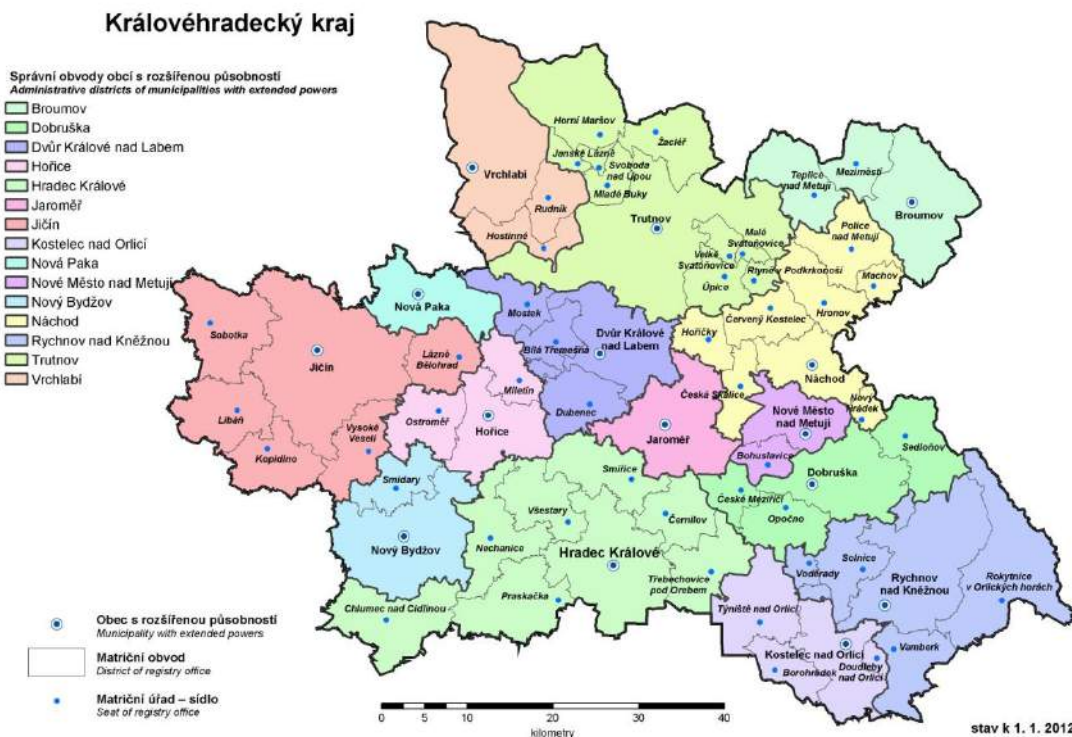 Královéhradecký kraj
Správní obvody obcí s rozšířenou působností
Administrative districts of municipalities with extended powers
Broumov
Dobruška
Dvůr Králové nad Labem
Hořice
Hradec Králové
Jaroměř
Jičín
Kostelec nad Orlicí
Nová Paka
Nové Město nad Metují
Nový Bydžov
Náchod
Rychnov nad Kněžnou
Trutnov
Vrchlabí
Horní Maršov
Žacléř
Janské Lázně
Svoboda
nad Úpou
Mladé Buky
Vrchlabí
Rudník
Hostinné
Trutnov
Teplice
nad Metují
Meziměstí
Broumov
Malé
Svatoňovice
Velké
Svatoňovice
Rtyně v Podkrkonoší
Úpice
Police
nad Metují
Machov
Hronov
Červený Kostelec
Nová Paka
Mostek
Dvůr Králové
nad Labem
Bílá Třemešná
Hořičky
Sobotka
Jičín
Lázně
Bělohrad
Miletín
Dubenec
Česká Skalice
Náchod
Nový
Hrádek
Libáň
Kopidlno
Vysoké
Veselí
Ostroměř
Hořice
Jaroměř
Nové Město
nad Metují
Bohuslavice
Sedloňov
Dobruška
České Meziříčí
Opočno
Smidary
Smiřice
Všestary
Černilov
Nový Bydžov
Nechanice
Hradec Králové
Třebechovice
pod Orebem
Praskačka
Chlumec nad Cidlinou
Voděrady
Solnice
Rychnov
nad Kněžnou
Rokytnice
v Orlických horách
Týniště nad Orlicí
Kostelec nad Orlicí
Borohrádek
Doudleby
nad Orlicí
Vamberk
Obec s rozšířenou působností
Municipality with extended powers
Matriční obvod
District of registry office
Matriční úřad – sídlo
Seat of registry office
0 5 10 20 30 40
kilometry
stav k 1. 1. 2012